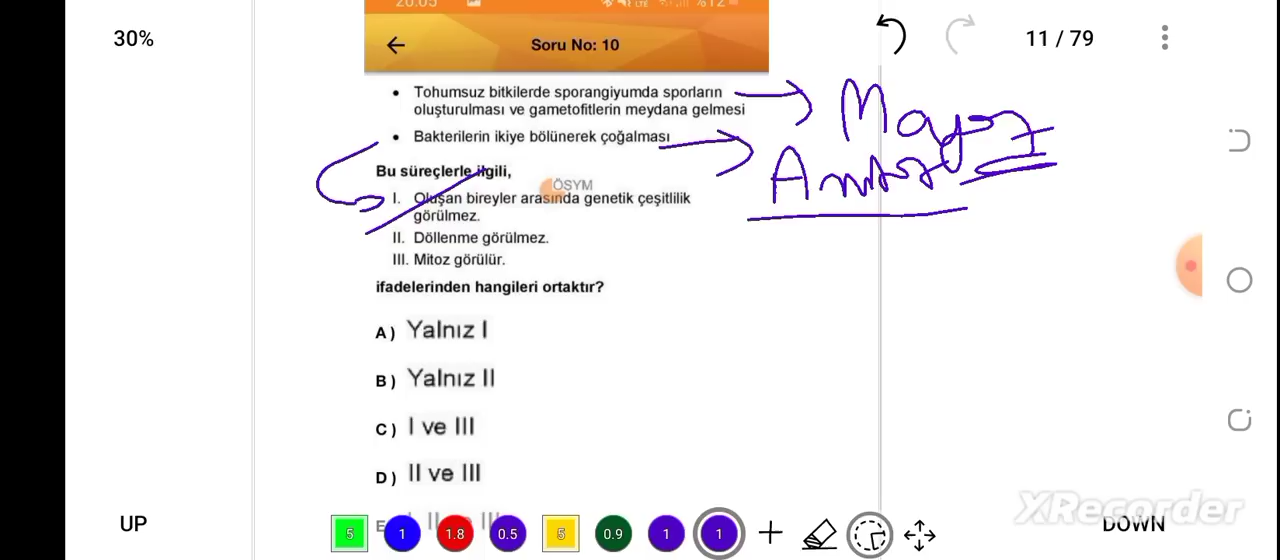 20:05
30%
Soru No: 10
11 / 79
• Tohumsuz bitkilerde sporangiyumda sporların
oluşturulması ve gametofitlerin meydana gelmesi
Mayoz
• Bakterilerin ikiye bölünerek çoğalması
Amitoz
Bu süreçlerle ilgili,
ÖSYM
I. Oluşan bireyler arasında genetik çeşitlilik
görülmez.
II. Döllenme görülmez.
III. Mitoz görülür.
ifadelerinden hangileri ortaktır?
A) Yalnız I
B) Yalnız II
C) I ve III
D) II ve III
E
5 1 1.8 0.5 5 0.9 1 1
UP
DOWN
XRecorder